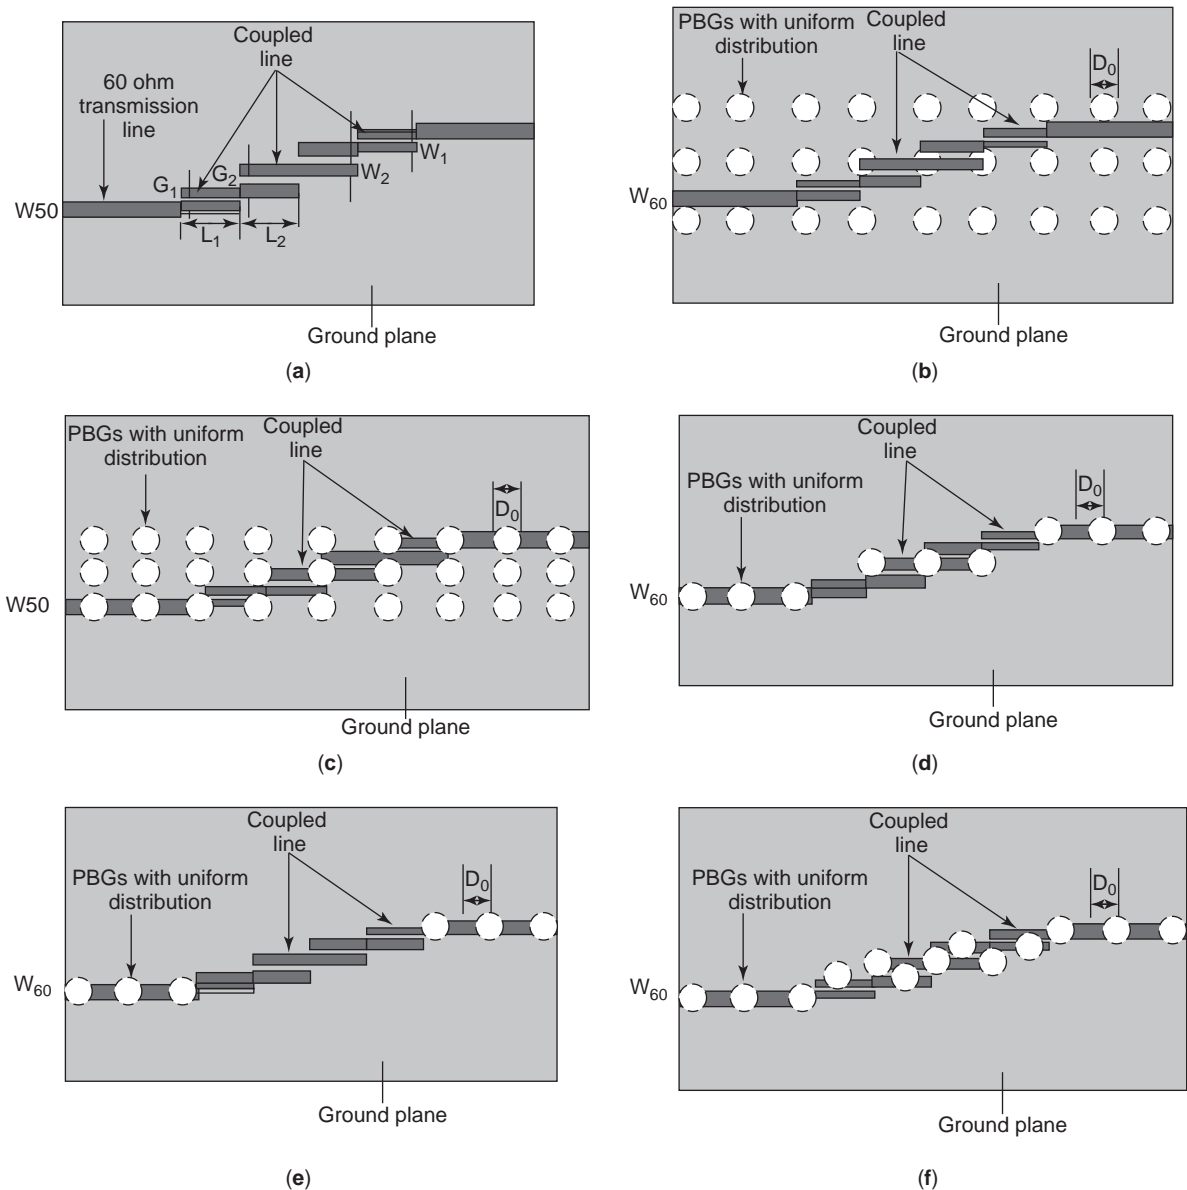 Coupled
line
60 ohm
transmission
line
G1
G2
W1
W2
W50
L1
L2
Ground plane
(a)
PBGs with uniform
distribution
Coupled
line
D0
W60
Ground plane
(b)
PBGs with uniform
distribution
Coupled
line
D0
W50
Ground plane
(c)
Coupled
line
PBGs with uniform
distribution
D0
W60
Ground plane
(d)
Coupled
line
PBGs with uniform
distribution
D0
W60
Ground plane
(e)
Coupled
line
PBGs with uniform
distribution
D0
W60
Ground plane
(f)